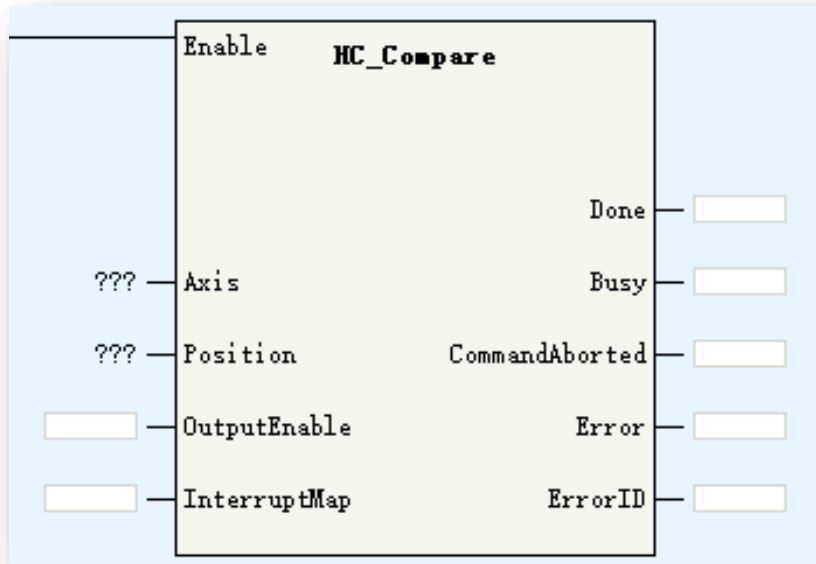 Enable
HC_Compare
Done
??? Axis Busy
??? Position CommandAborted
OutputEnable Error
InterruptMap ErrorID